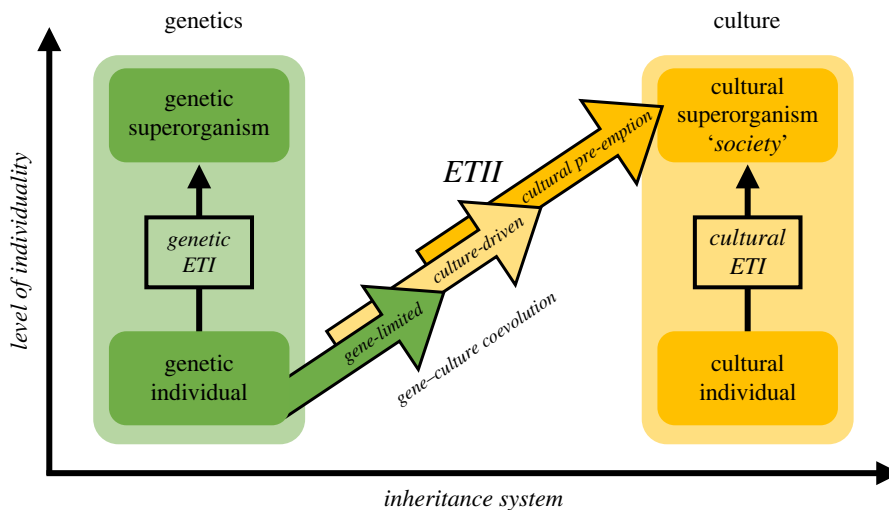 genetics
culture
genetic
superorganism
cultural
superorganism
‘society’
ETII
cultural pre-emption
culture-driven
gene-limited
gene–culture coevolution
genetic
ETI
cultural
ETI
genetic
individual
cultural
individual
level of individuality
inheritance system